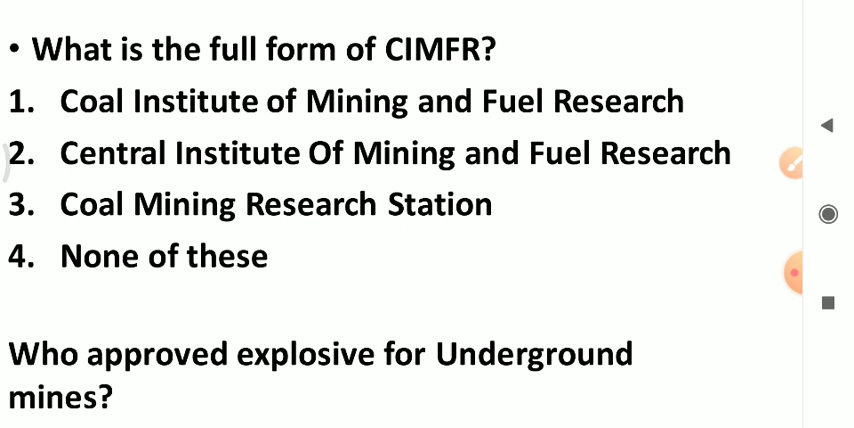 • What is the full form of CIMFR?
1. Coal Institute of Mining and Fuel Research
2. Central Institute Of Mining and Fuel Research
3. Coal Mining Research Station
4. None of these
Who approved explosive for Underground
mines?